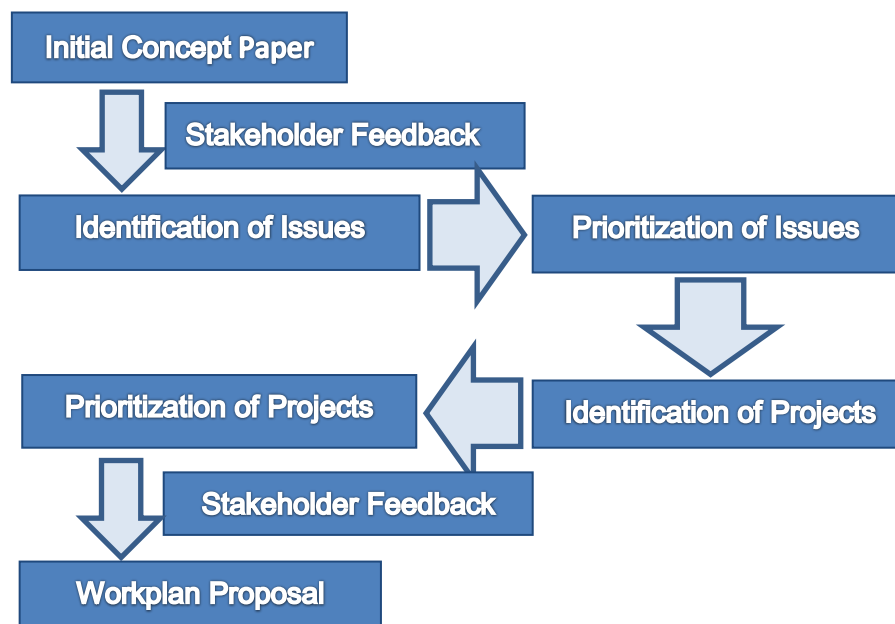 Initial Concept Paper
Stakeholder Feedback
Identification of Issues
Prioritization of Issues
Identification of Projects
Prioritization of Projects
Stakeholder Feedback
Workplan Proposal